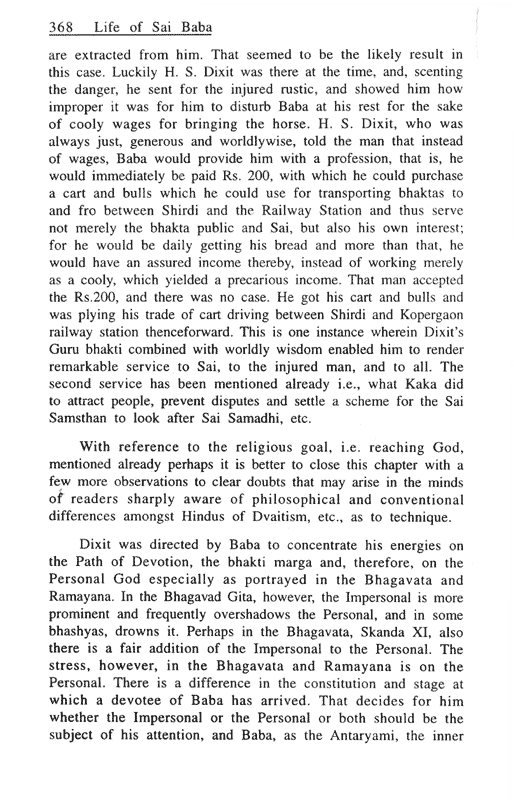 368 Life of Sai Baba
are extracted from him. That seemed to be the likely result in
this case. Luckily H. S. Dixit was there at the time, and, scenting
the danger, he sent for the injured rustic, and showed him how
improper it was for him to disturb Baba at his rest for the sake
of cooly wages for bringing the horse. H. S. Dixit, who was
always just, generous and worldlywise, told the man that instead
of wages, Baba would provide him with a profession, that is, he
would immediately be paid Rs. 200, with which he could purchase
a cart and bulls which he could use for transporting bhaktas to
and fro between Shirdi and the Railway Station and thus serve
not merely the bhakta public and Sai, but also his own interest;
for he would be daily getting his bread and more than that, he
would have an assured income thereby, instead of working merely
as a cooly, which yielded a precarious income. That man accepted
the Rs.200, and there was no case. He got his cart and bulls and
was plying his trade of cart driving between Shirdi and Kopergaon
railway station thenceforward. This is one instance wherein Dixit's
Guru bhakti combined with worldly wisdom enabled him to render
remarkable service to Sai, to the injured man, and to all. The
second service has been mentioned already i.e., what Kaka did
to attract people, prevent disputes and settle a scheme for the Sai
Samsthan to look after Sai Samadhi, etc.
With reference to the religious goal, i.e. reaching God,
mentioned already perhaps it is better to close this chapter with a
few more observations to clear doubts that may arise in the minds
of readers sharply aware of philosophical and conventional
differences amongst Hindus of Dvaitism, etc., as to technique.
Dixit was directed by Baba to concentrate his energies on
the Path of Devotion, the bhakti marga and, therefore, on the
Personal God especially as portrayed in the Bhagavata and
Ramayana. In the Bhagavad Gita, however, the Impersonal is more
prominent and frequently overshadows the Personal, and in some
bhashyas, drowns it. Perhaps in the Bhagavata, Skanda XI, also
there is a fair addition of the Impersonal to the Personal. The
stress, however, in the Bhagavata and Ramayana is on the
Personal. There is a difference in the constitution and stage at
which a devotee of Baba has arrived. That decides for him
whether the Impersonal or the Personal or both should be the
subject of his attention, and Baba, as the Antaryami, the inner